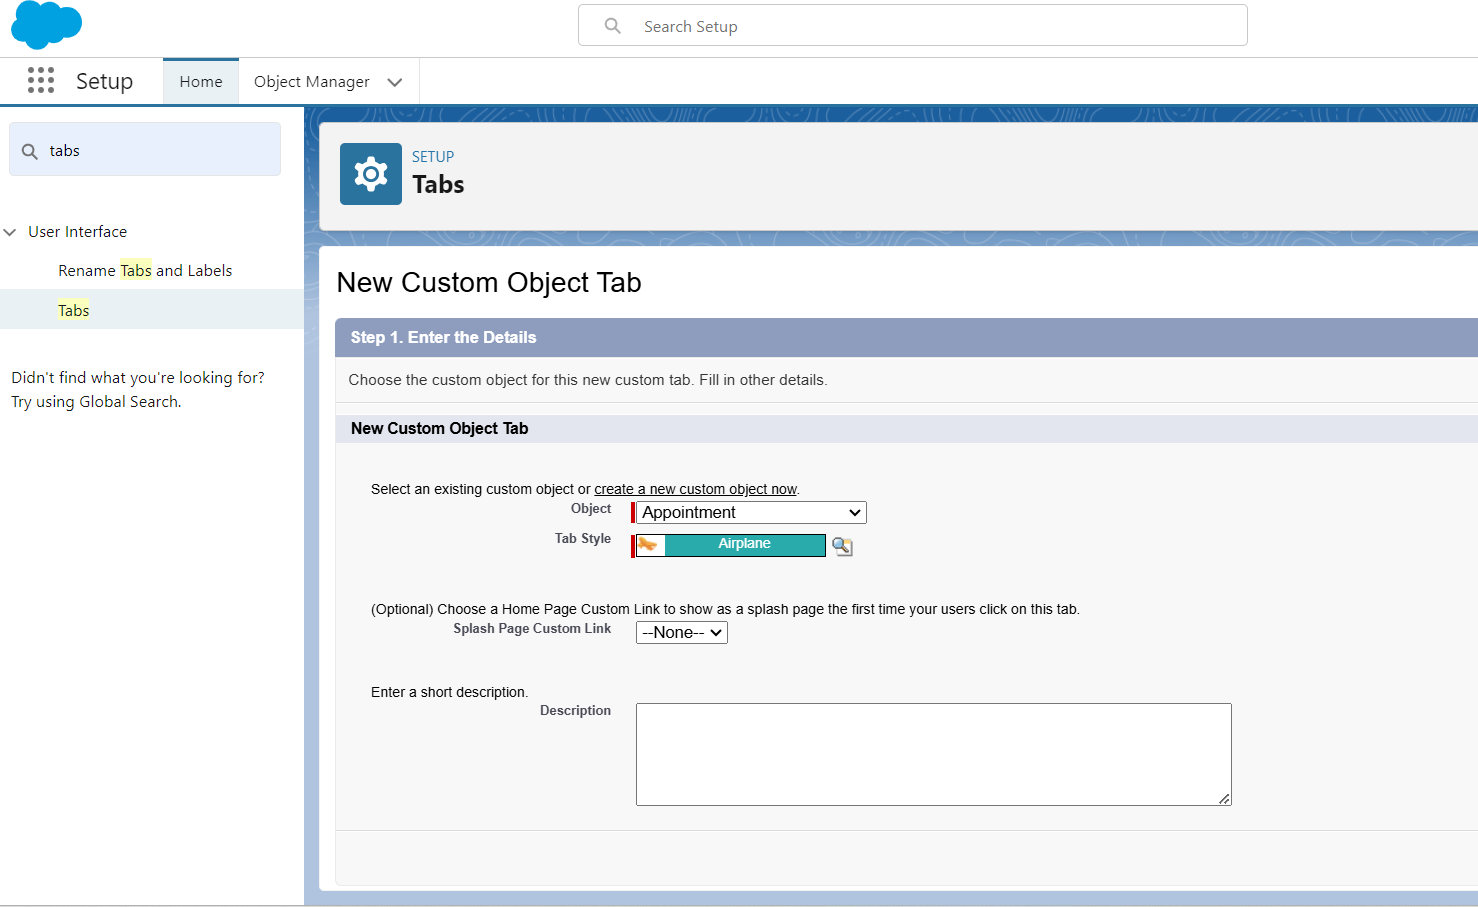 Search Setup
Setup
Home
Object Manager
tabs
User Interface
Rename Tabs and Labels
Tabs
Didn't find what you're looking for?
Try using Global Search.
SETUP
Tabs
New Custom Object Tab
Step 1. Enter the Details
Choose the custom object for this new custom tab. Fill in other details.
New Custom Object Tab
Select an existing custom object or create a new custom object now.
Object Appointment
Tab Style Airplane
(Optional) Choose a Home Page Custom Link to show as a splash page the first time your users click on this tab.
Splash Page Custom Link --None--
Enter a short description.
Description